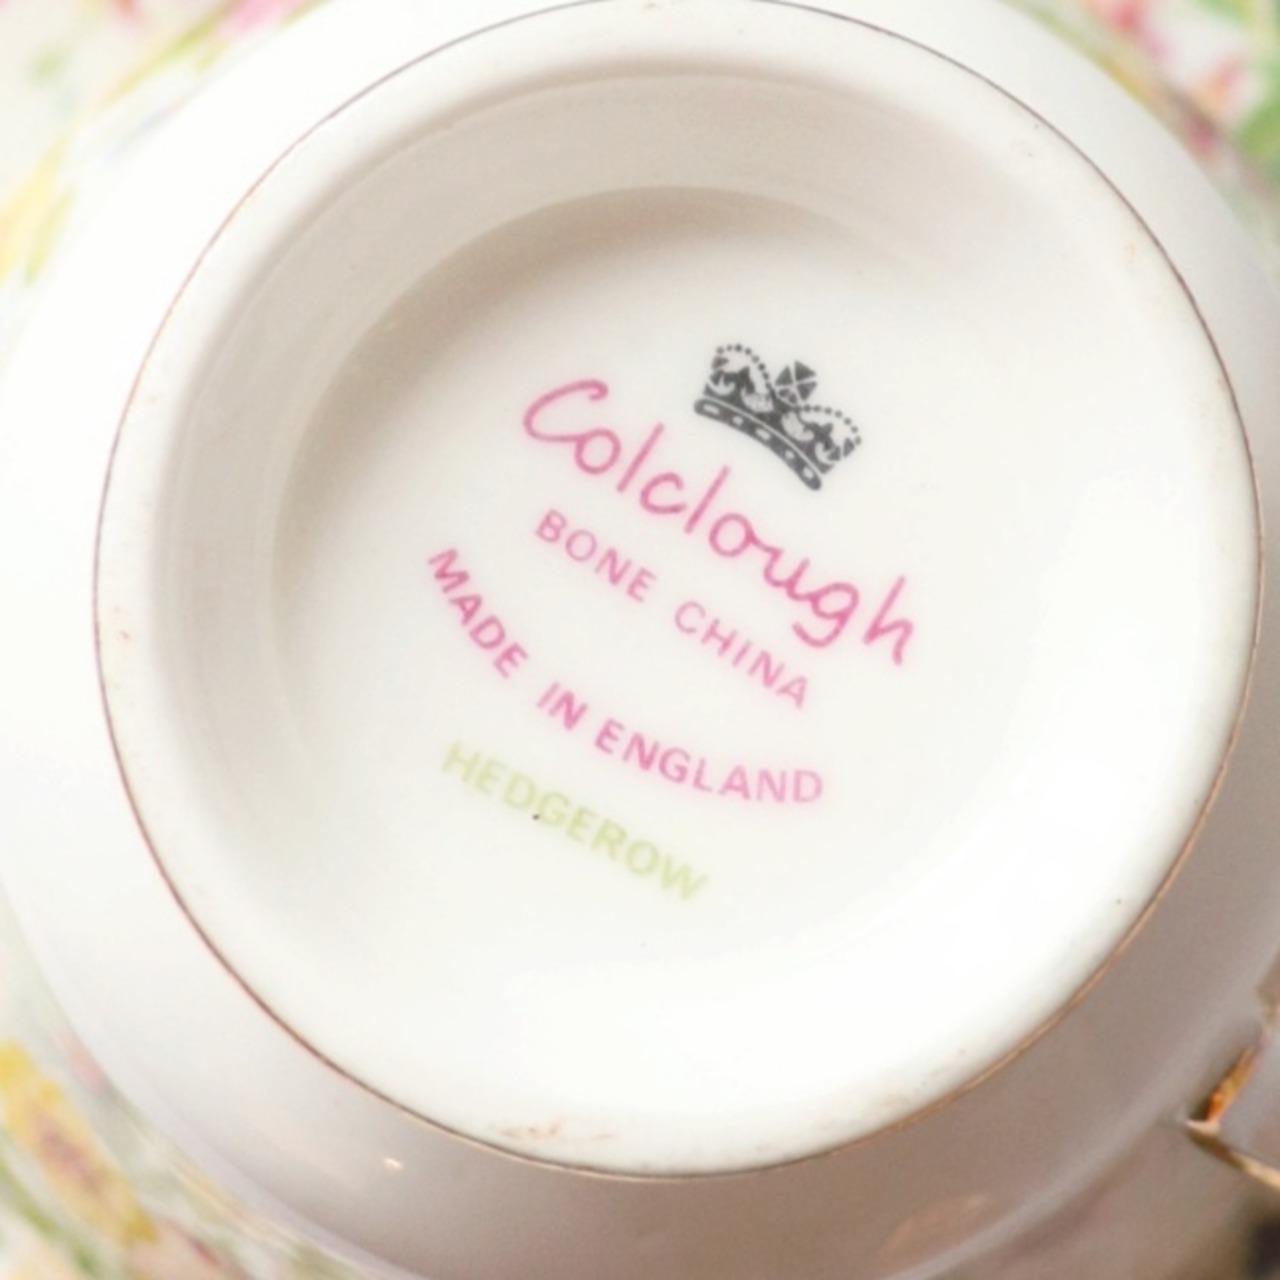 Colclough
BONE CHINA
MADE IN ENGLAND
HEDGEROW